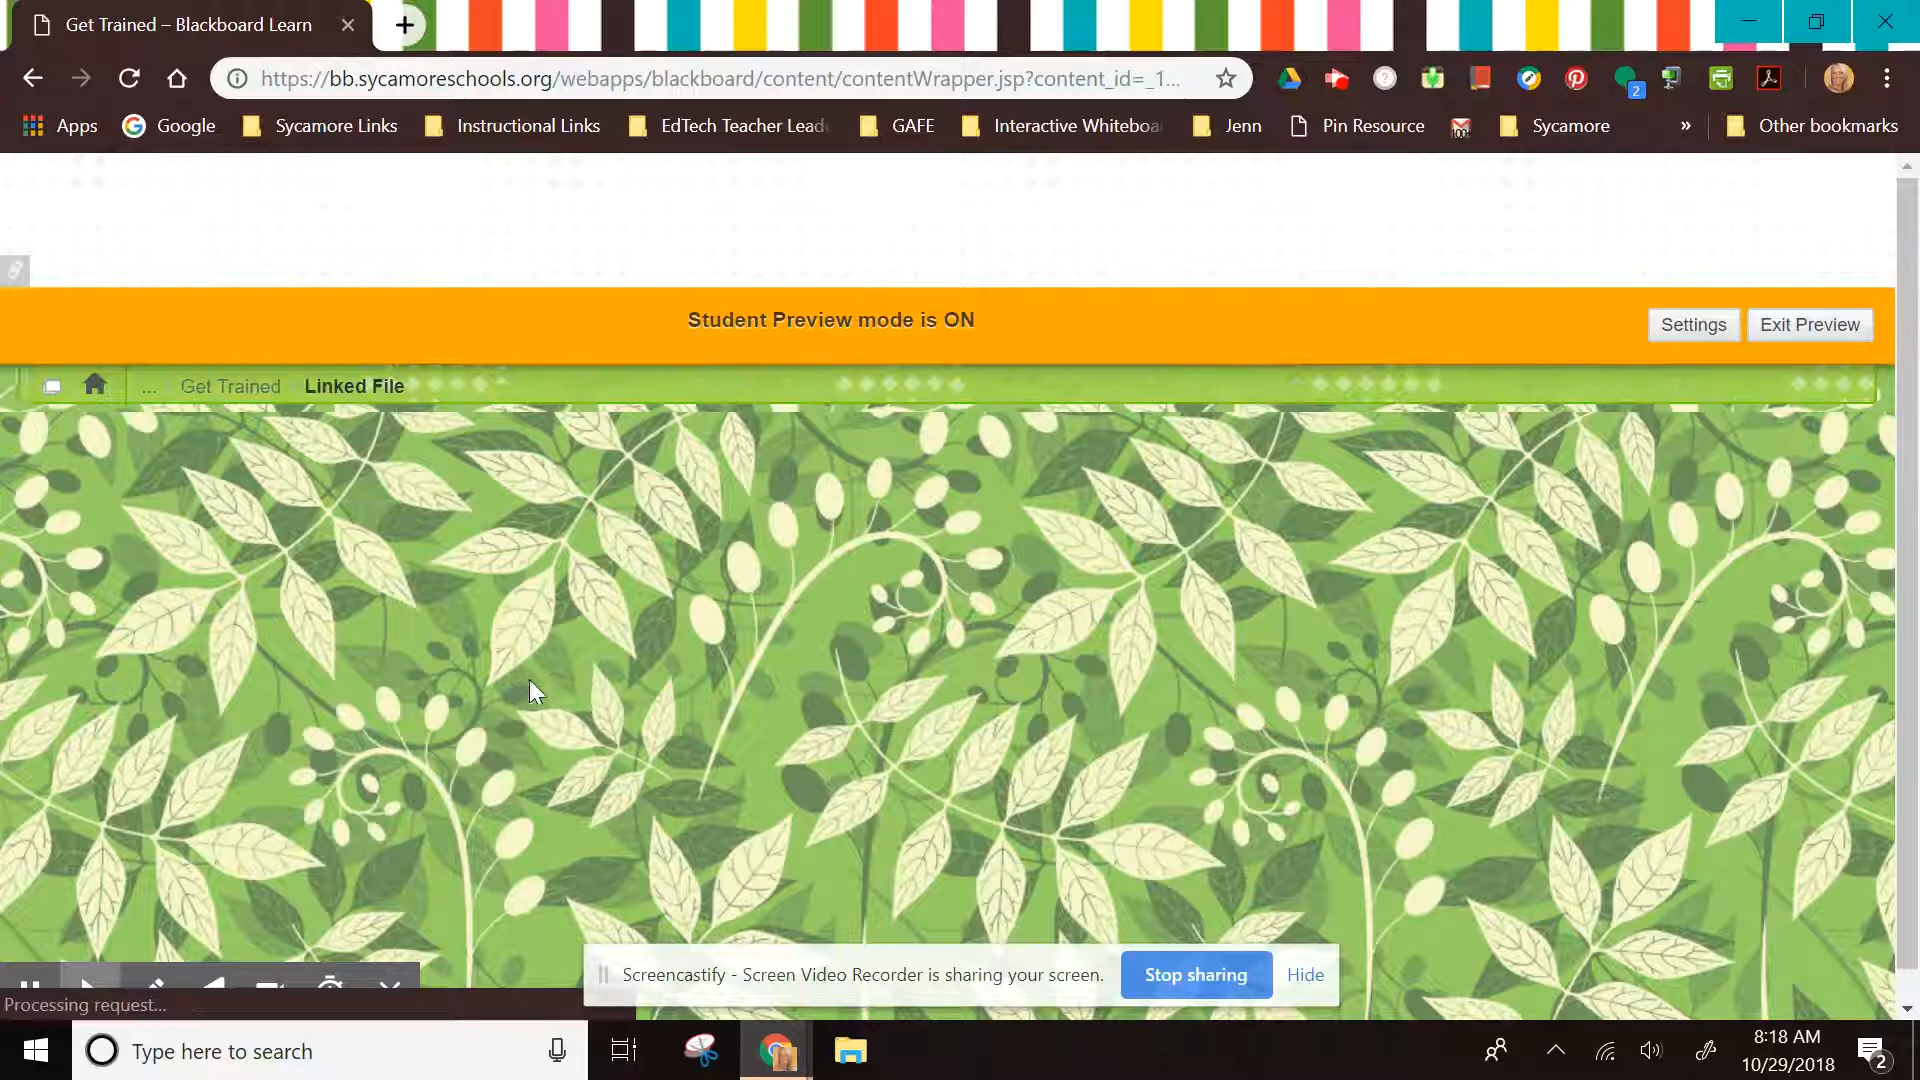 Get Trained – Blackboard Learn
https://bb.sycamoreschools.org/webapps/blackboard/content/contentWrapper.jsp?content_id=_1...
2
Apps Google Sycamore Links Instructional Links EdTech Teacher Lead GAFE Interactive Whiteboa Jenn Pin Resource 100+ Sycamore » Other bookmarks
Student Preview mode is ON
Settings Exit Preview
... Get Trained Linked File
Screencastify - Screen Video Recorder is sharing your screen. Stop sharing Hide
Processing request...
Type here to search
8:18 AM
10/29/2018
2